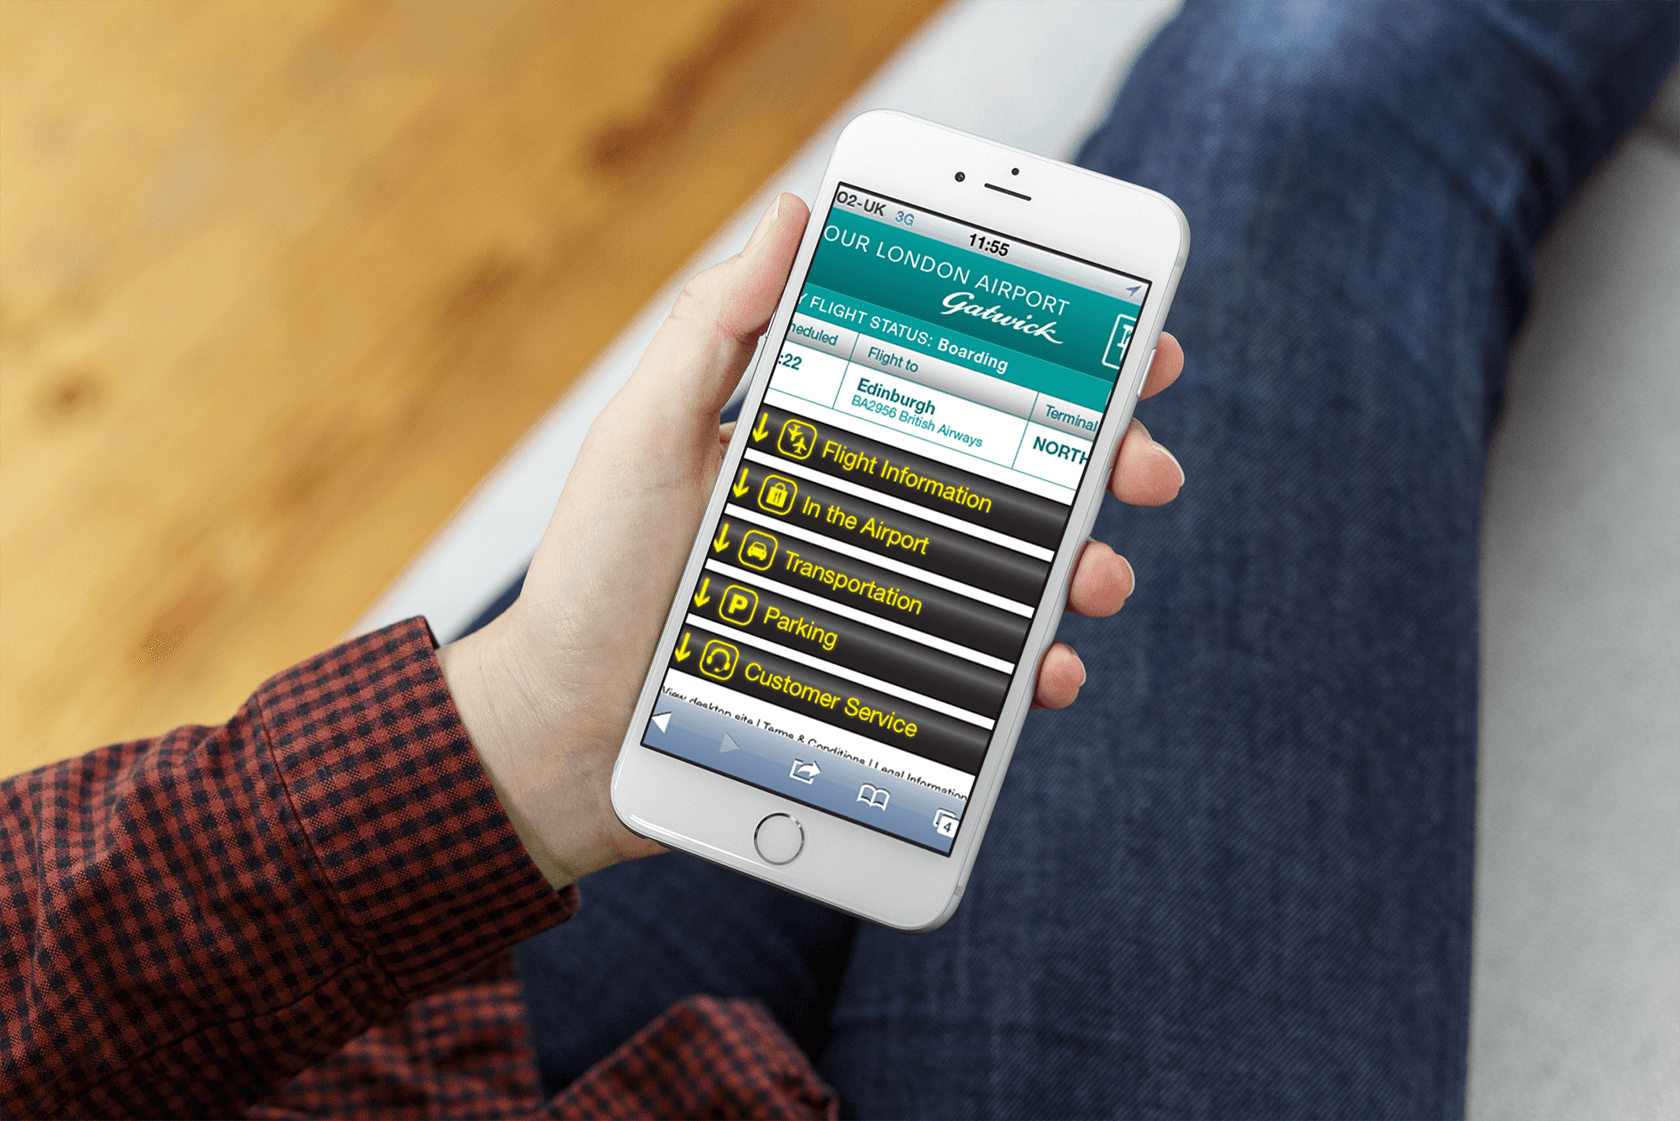 O2-UK 3G
11:55
OUR LONDON AIRPORT
Gatwick
Y FLIGHT STATUS: Boarding
heduled
Flight to
Terminal
:22
Edinburgh
BA2956 British Airways
NORTH
Flight Information
In the Airport
Transportation
P
Parking
Customer Service
View desktop site | Terms & Conditions | Legal Information
4